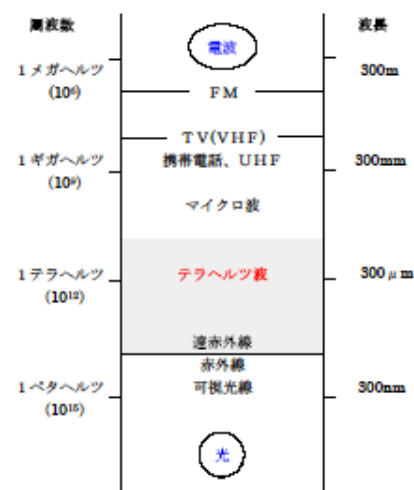 周波数
波長
電波
1メガヘルツ
(10⁶)
300m
FM
TV(VHF)
1ギガヘルツ
(10⁹)
携帯電話、UHF
300mm
マイクロ波
1テラヘルツ
(10¹²)
テラヘルツ波
300μm
遠赤外線
赤外線
1ペタヘルツ
(10¹⁵)
可視光線
300nm
光